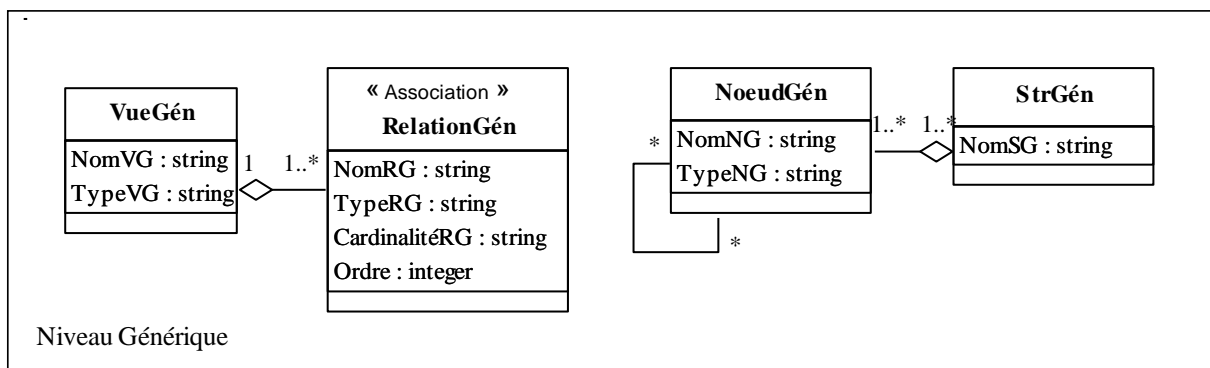 « Association »
VueGén
RelationGén
NoeudGén
StrGén
NomVG : string
TypeVG : string
1
1..*
NomRG : string
TypeRG : string
CardinalitéRG : string
Ordre : integer
*
NomNG : string
TypeNG : string
*
1..*
1..*
NomSG : string
Niveau Générique